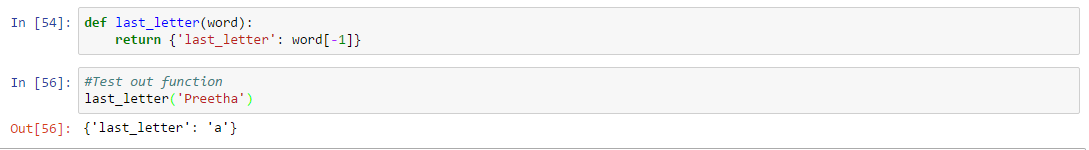 In [54]: def last_letter(word):
    return {'last_letter': word[-1]}
In [56]: #Test out function
last_letter('Preetha')
Out[56]: {'last_letter': 'a'}